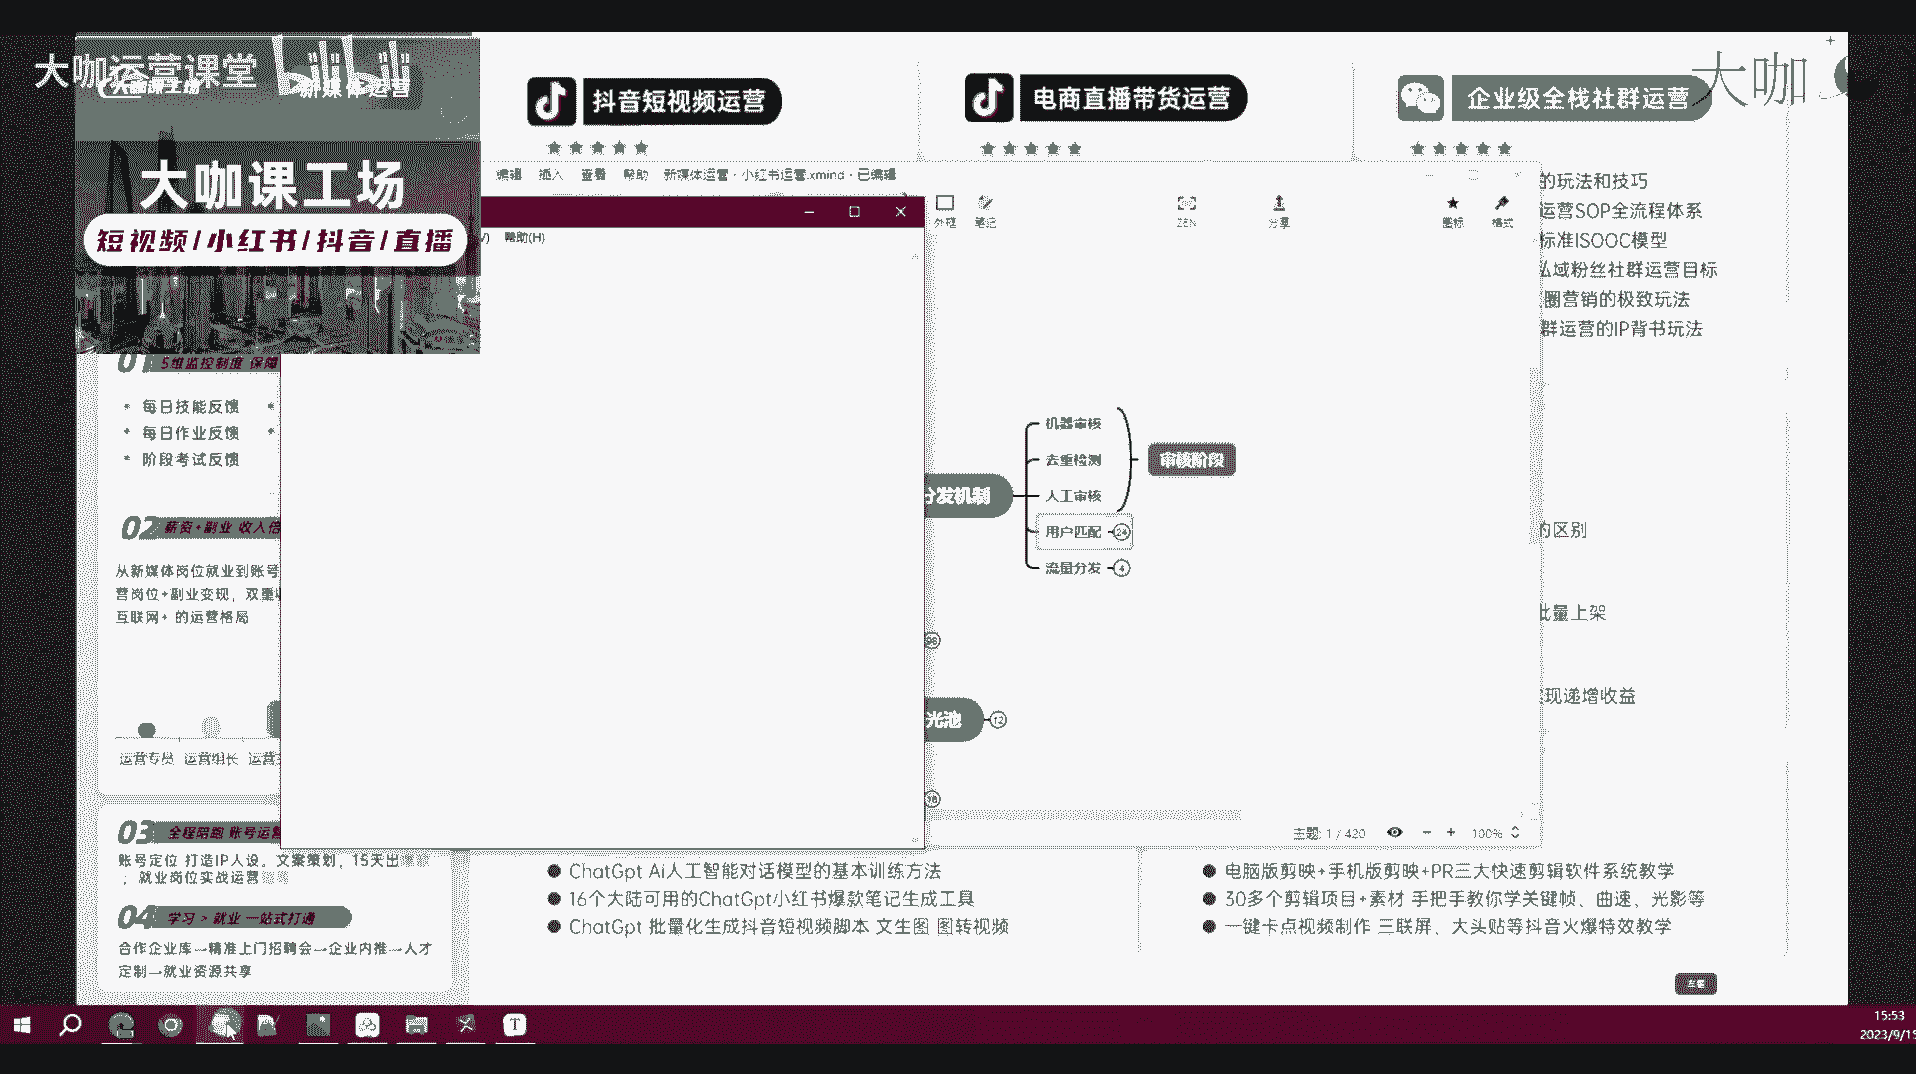 大咖运营课堂
bilibili
新媒体运营
大咖课工场
短视频/小红书/抖音/直播
抖音短视频运营
电商直播带货运营
企业级全栈社群运营
大咖
编辑 插入 查看 帮助 新媒体运营 - 小红书运营.xmind - 已编辑
帮助(H)
外框 笔记 ZEN 分享 图标 格式
的玩法和技巧
运营SOP全流程体系
标准ISOOC模型
私域粉丝社群运营目标
圈营销的极致玩法
群运营的IP背书玩法
的区别
批量上架
现递增收益
01 5维监控制度 保障
每日技能反馈
每日作业反馈
阶段考试反馈
02 薪资+副业 收入倍
从新媒体岗位就业到账号
营岗位+副业变现，双重
互联网+ 的运营格局
运营专员 运营组长 运营
03 全程陪跑 账号运营
账号定位 打造IP人设。文案策划，15天出
；就业岗位实战运营
04 学习 > 就业 一站式打通
合作企业库→精准上门招聘会→企业内推→人才
定制→就业资源共享
分发机制
机器审核
去重检测
人工审核
用户匹配 24
流量分发 4
审核阶段
光池 12
主题: 1 / 420
100%
ChatGpt Ai人工智能对话模型的基本训练方法
16个大陆可用的ChatGpt小红书爆款笔记生成工具
ChatGpt 批量化生成抖音短视频脚本 文生图 图转视频
电脑版剪映+手机版剪映+PR三大快速剪辑软件系统教学
30多个剪辑项目+素材 手把手教你学关键帧、曲速、光影等
一键卡点视频制作 三联屏、大头贴等抖音火爆特效教学
15:53
2023/9/15